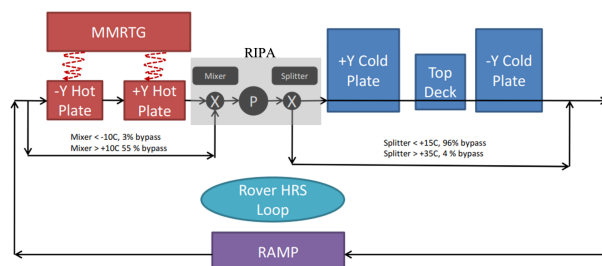 MMRTG
RIPA
Mixer
Splitter
-Y Hot
Plate
+Y Hot
Plate
X
P
X
+Y Cold
Plate
Top
Deck
-Y Cold
Plate
Mixer < -10C, 3% bypass
Mixer > +10C 55 % bypass
Splitter < +15C, 96% bypass
Splitter > +35C, 4 % bypass
Rover HRS
Loop
RAMP